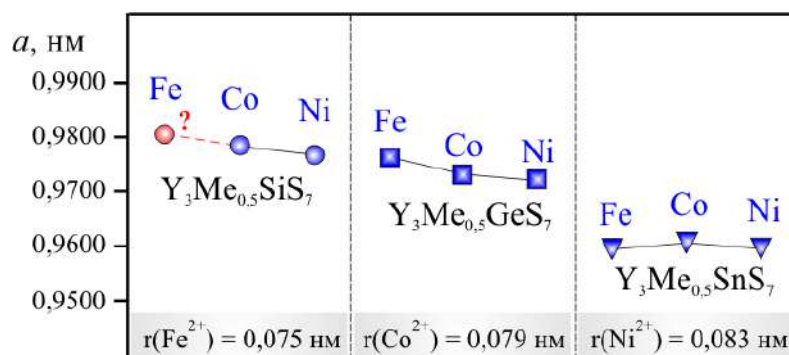 a, нм
0,9900
0,9800
0,9700
0,9600
0,9500
Fe
?
Co
Ni
Y₃Me₀,₅SiS₇
Fe
Co
Ni
Y₃Me₀,₅GeS₇
Fe
Co
Ni
Y₃Me₀,₅SnS₇
r(Fe²⁺) = 0,075 нм
r(Co²⁺) = 0,079 нм
r(Ni²⁺) = 0,083 нм